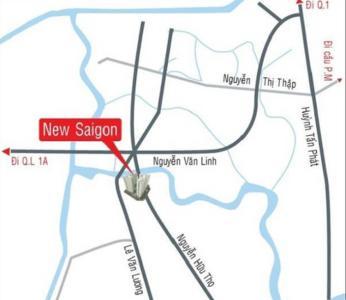 Đi Q.1
Đi cầu P.M
Nguyễn Thị Thập
Huỳnh Tấn Phát
New Saigon
Đi Q.L 1A
Nguyễn Văn Linh
Lê Văn Lương
Nguyễn Hữu Thọ